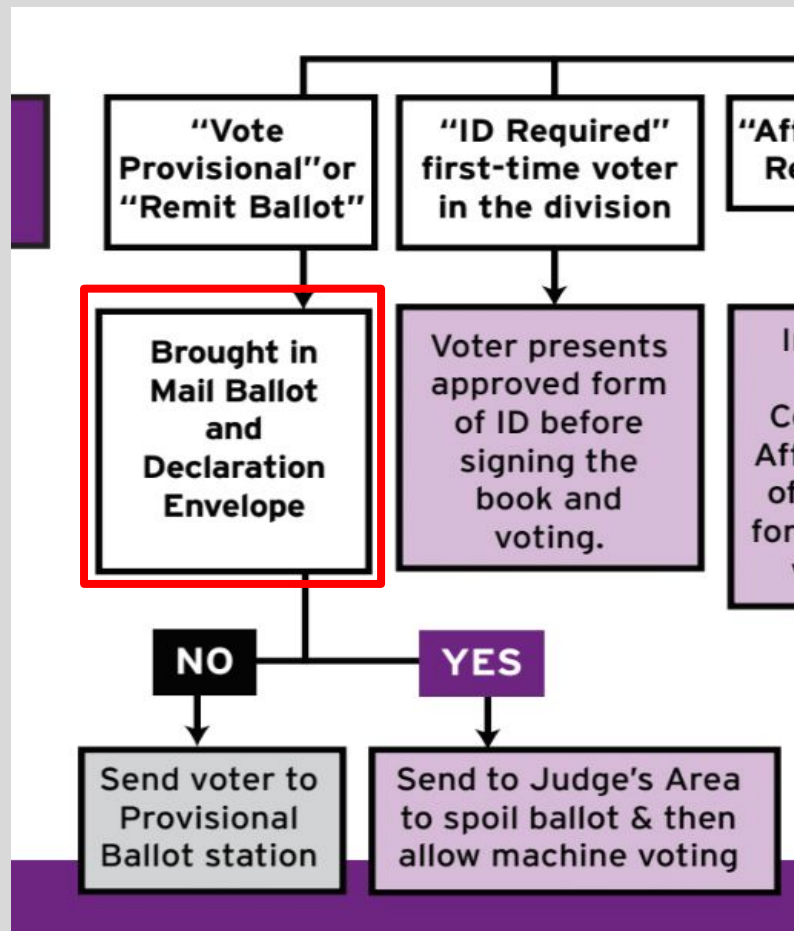 “Vote
Provisional”or
“Remit Ballot”
“ID Required”
first-time voter
in the division
Brought in
Mail Ballot
and
Declaration
Envelope
Voter presents
approved form
of ID before
signing the
book and
voting.
NO
YES
Send voter to
Provisional
Ballot station
Send to Judge’s Area
to spoil ballot & then
allow machine voting